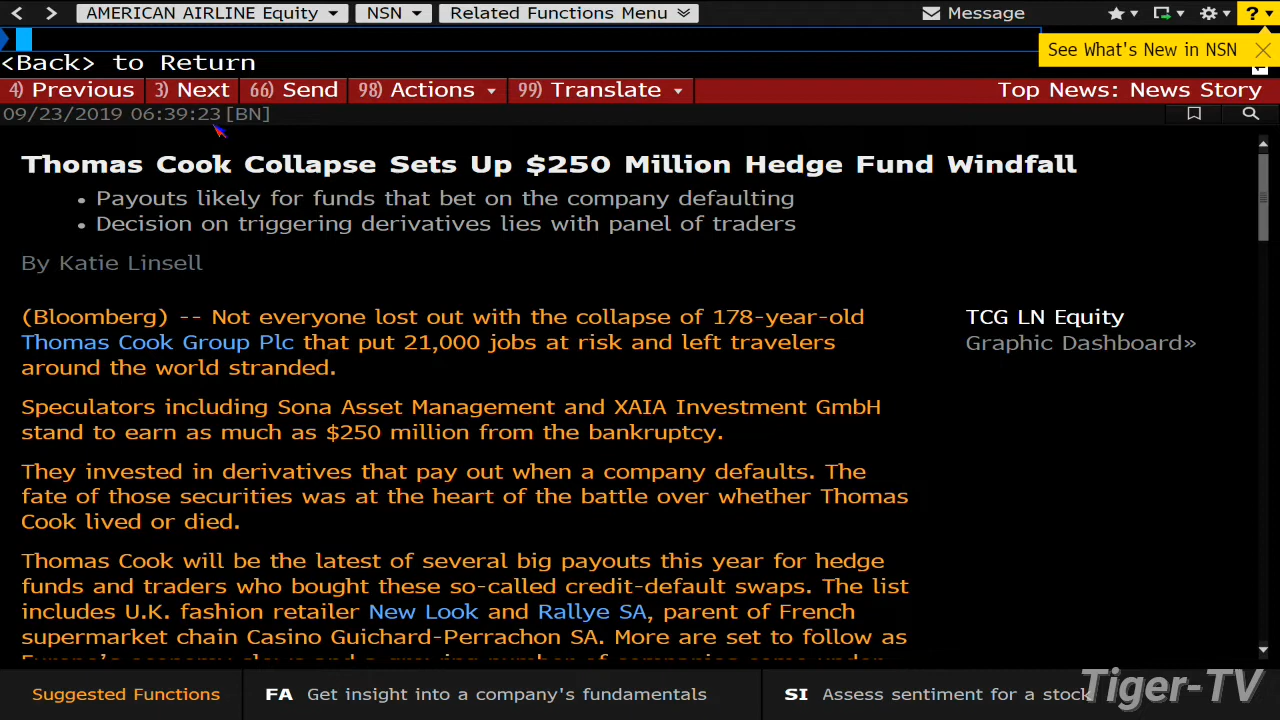 AMERICAN AIRLINE Equity NSN Related Functions Menu Message ?
See What's New in NSN
<Back> to Return
4) Previous 3) Next 66) Send 98) Actions 99) Translate Top News: News Story
09/23/2019 06:39:23 [BN]
Thomas Cook Collapse Sets Up $250 Million Hedge Fund Windfall
• Payouts likely for funds that bet on the company defaulting
• Decision on triggering derivatives lies with panel of traders
By Katie Linsell
(Bloomberg) -- Not everyone lost out with the collapse of 178-year-old
Thomas Cook Group Plc that put 21,000 jobs at risk and left travelers
around the world stranded.
TCG LN Equity
Graphic Dashboard»
Speculators including Sona Asset Management and XAIA Investment GmbH
stand to earn as much as $250 million from the bankruptcy.
They invested in derivatives that pay out when a company defaults. The
fate of those securities was at the heart of the battle over whether Thomas
Cook lived or died.
Thomas Cook will be the latest of several big payouts this year for hedge
funds and traders who bought these so-called credit-default swaps. The list
includes U.K. fashion retailer New Look and Rallye SA, parent of French
supermarket chain Casino Guichard-Perrachon SA. More are set to follow as
Europe's economy slows and a growing number of companies come under
Suggested Functions FA Get insight into a company's fundamentals SI Assess sentiment for a stock
Tiger-TV